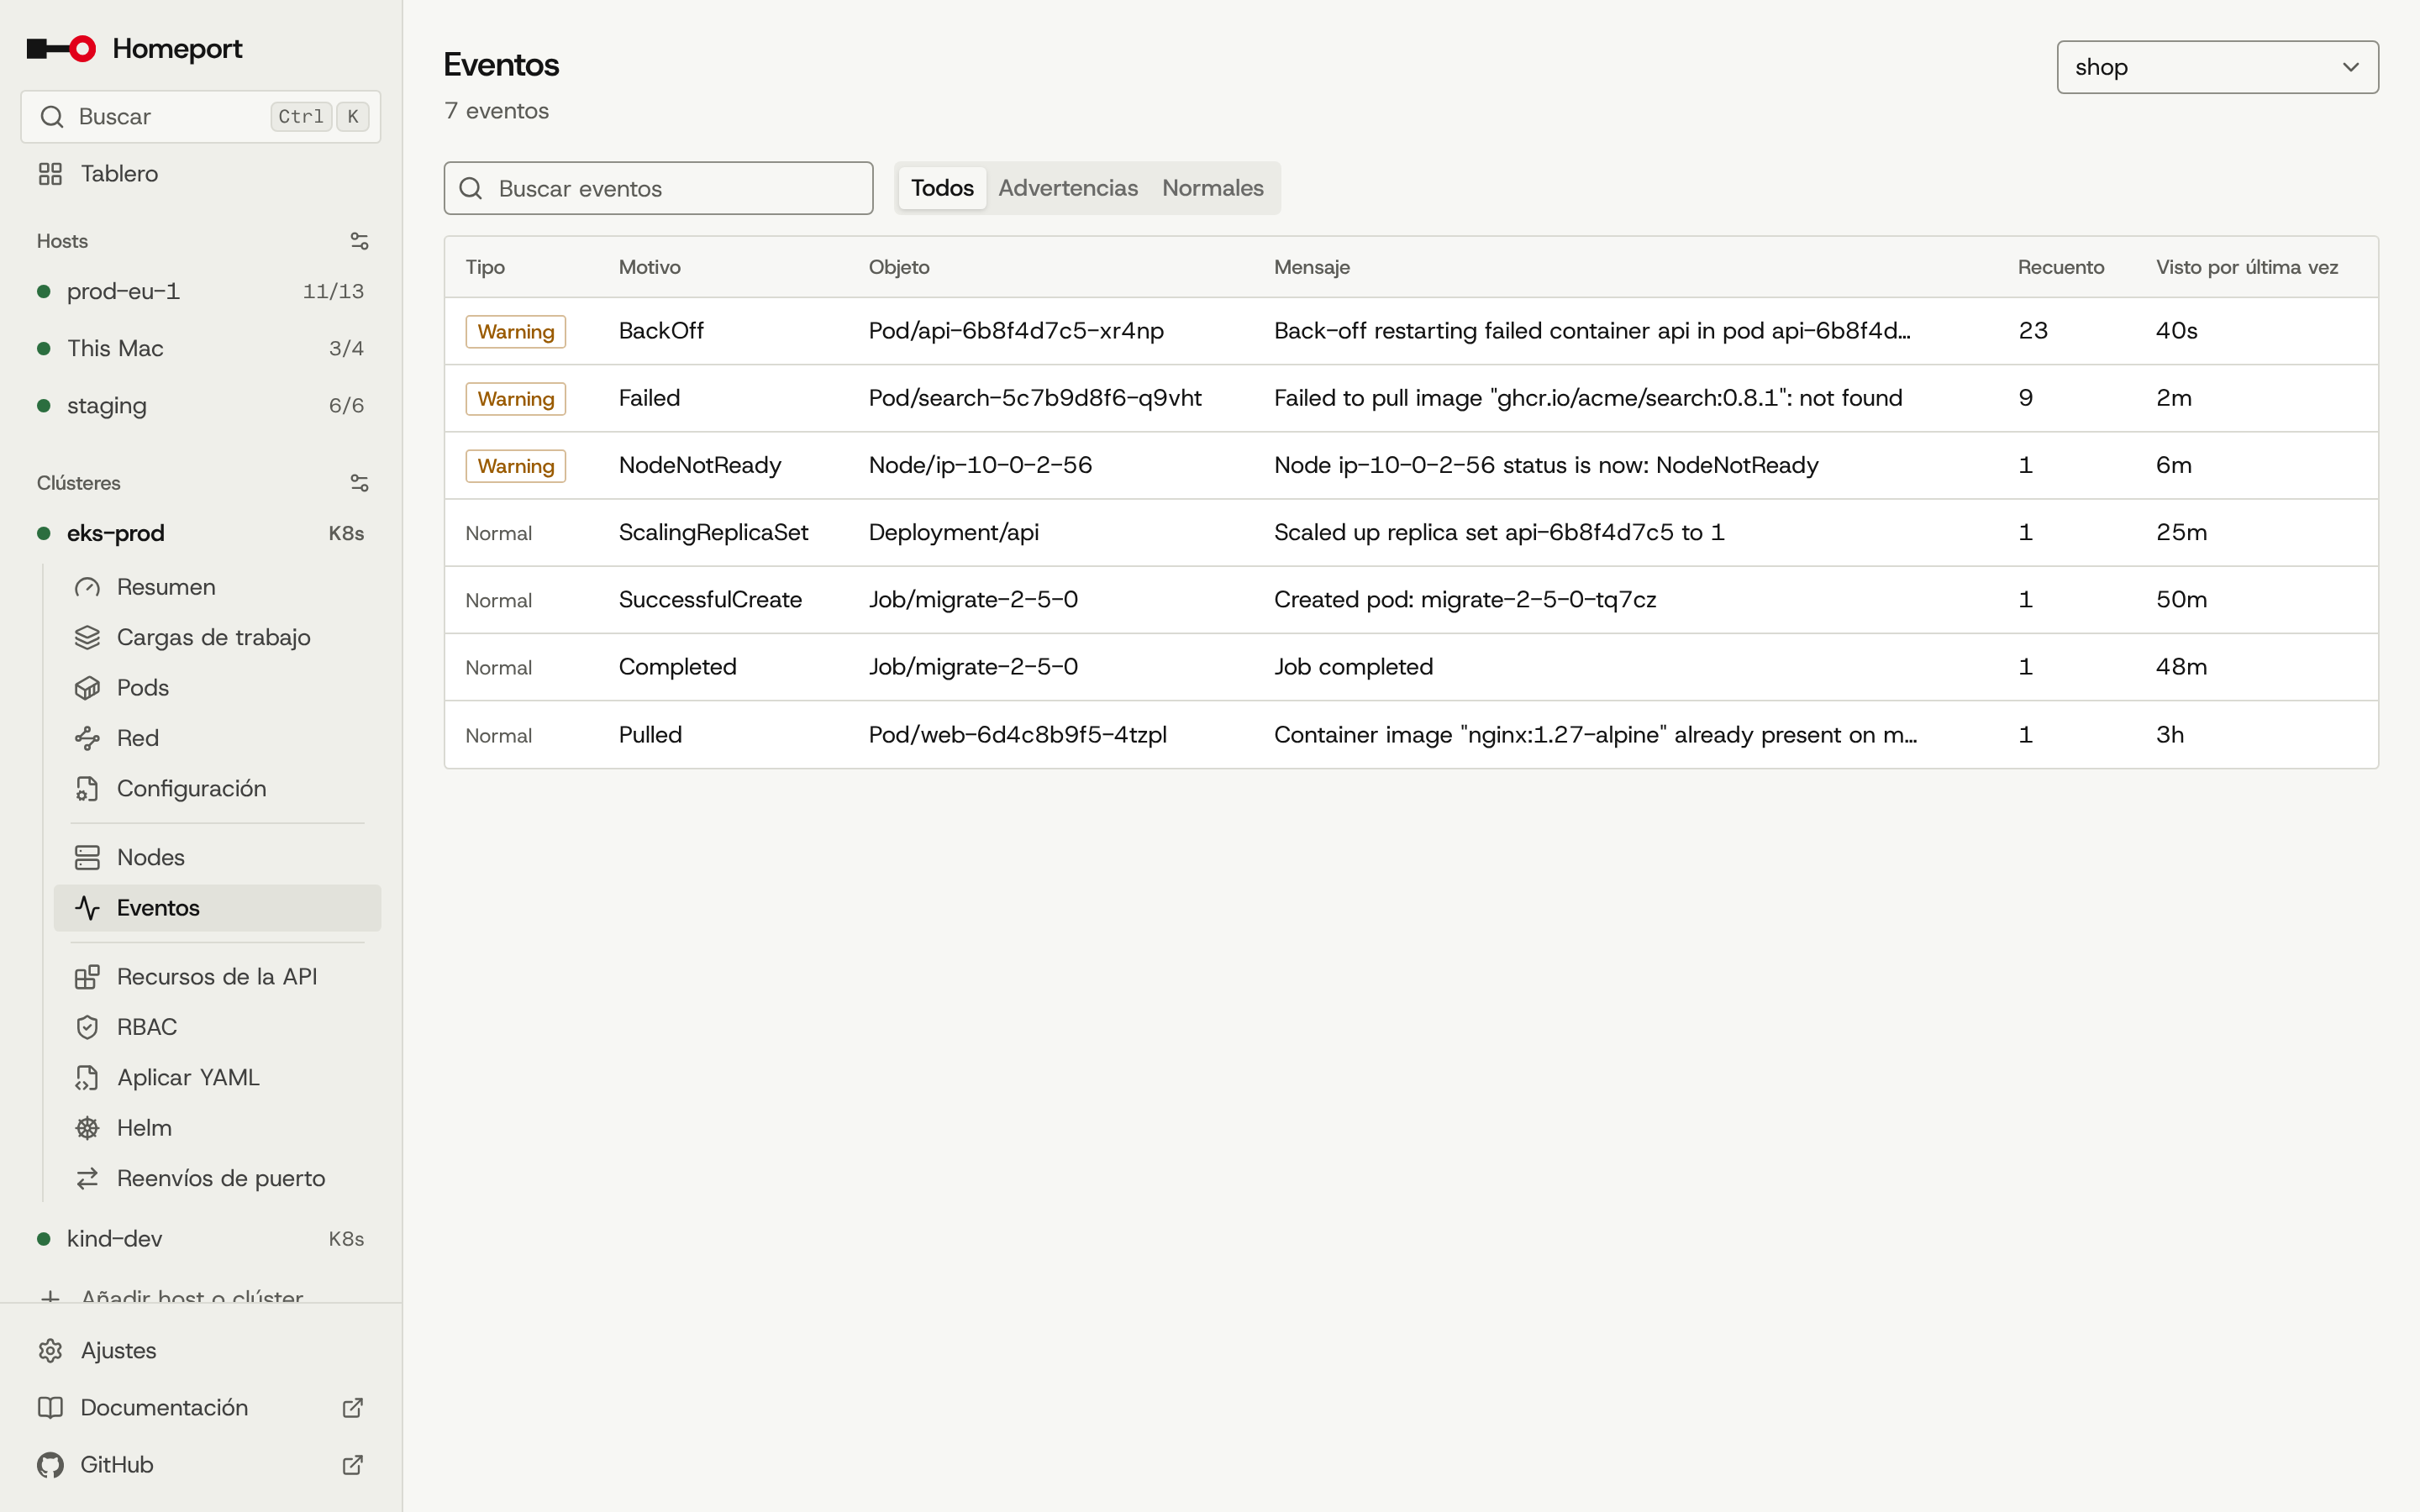 Homeport
Buscar Ctrl K
Tablero
Hosts
prod-eu-1 11/13
This Mac 3/4
staging 6/6
Clústeres
eks-prod K8s
Resumen
Cargas de trabajo
Pods
Red
Configuración
Nodes
Eventos
Recursos de la API
RBAC
Aplicar YAML
Helm
Reenvíos de puerto
kind-dev K8s
Añadir host o clúster
Ajustes
Documentación
GitHub
Eventos
7 eventos
shop
Buscar eventos
Todos Advertencias Normales
Tipo Motivo Objeto Mensaje Recuento Visto por última vez
Warning BackOff Pod/api-6b8f4d7c5-xr4np Back-off restarting failed container api in pod api-6b8f4d... 23 40s
Warning Failed Pod/search-5c7b9d8f6-q9vht Failed to pull image "ghcr.io/acme/search:0.8.1": not found 9 2m
Warning NodeNotReady Node/ip-10-0-2-56 Node ip-10-0-2-56 status is now: NodeNotReady 1 6m
Normal ScalingReplicaSet Deployment/api Scaled up replica set api-6b8f4d7c5 to 1 1 25m
Normal SuccessfulCreate Job/migrate-2-5-0 Created pod: migrate-2-5-0-tq7cz 1 50m
Normal Completed Job/migrate-2-5-0 Job completed 1 48m
Normal Pulled Pod/web-6d4c8b9f5-4tzpl Container image "nginx:1.27-alpine" already present on m... 1 3h